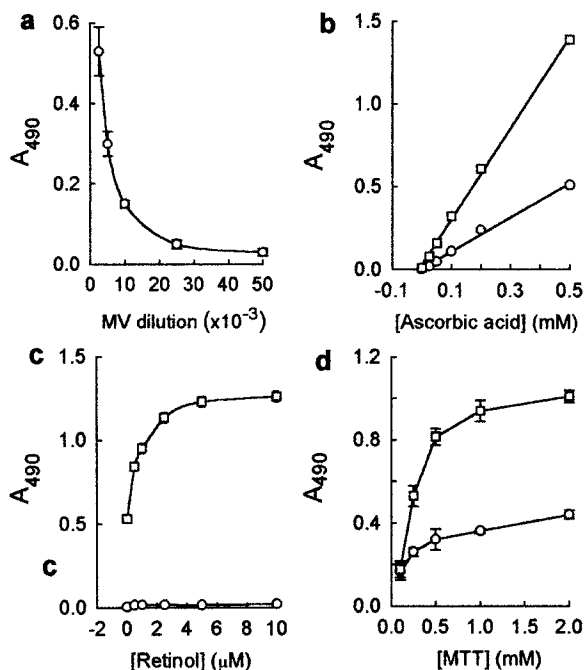 a
0.6
0.4
0.2
0.0
A490
0 10 20 30 40 50
MV dilution (x10-3)
b
1.5
1.0
0.5
0.0
A490
-0.1 0.1 0.3 0.5
[Ascorbic acid] (mM)
c
1.5
1.0
0.5
0.0
A490
c
-2 0 2 4 6 8 10
[Retinol] (μM)
d
1.2
0.8
0.4
0.0
A490
0.0 0.5 1.0 1.5 2.0
[MTT] (mM)